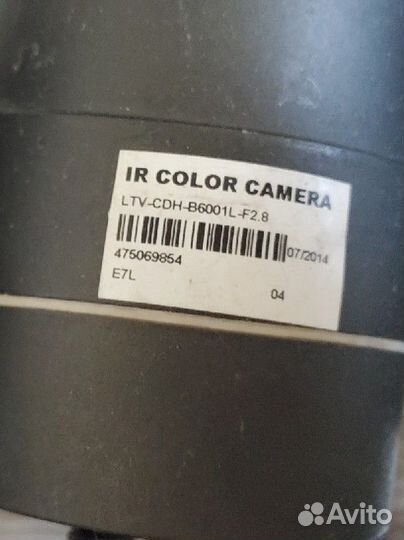 IR COLOR CAMERA
LTV-CDH-B6001L-F2.8
07/2014
475069854
E7L
04
Avito